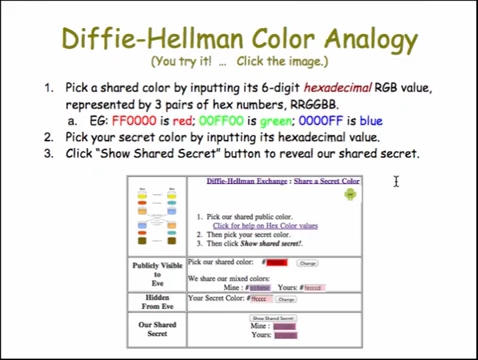 Diffie-Hellman Color Analogy
(You try it! ... Click the image.)
1. Pick a shared color by inputting its 6-digit hexadecimal RGB value,
represented by 3 pairs of hex numbers, RRGGBB.
a. EG: FF0000 is red; 00FF00 is green; 0000FF is blue
2. Pick your secret color by inputting its hexadecimal value.
3. Click "Show Shared Secret" button to reveal our shared secret.
Diffie-Hellman Exchange : Share a Secret Color
1. Pick our shared public color.
Click for help on Hex Color values
2. Then pick your secret color.
3. Then click Show shared secret!.
Publicly Visible
to
Eve
Pick our shared color: #
Change
We share our mixed colors:
Mine : # Yours : #
Hidden
From Eve
Your Secret Color: # ffcccc Change
Our Shared
Secret
Show Shared Secret!
Mine :
Yours: